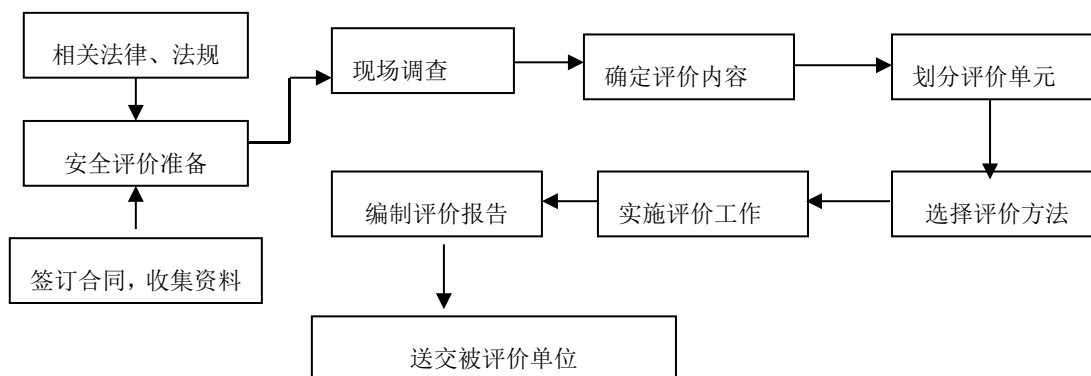 相关法律、法规
安全评价准备
签订合同，收集资料
现场调查
确定评价内容
划分评价单元
选择评价方法
实施评价工作
编制评价报告
送交被评价单位